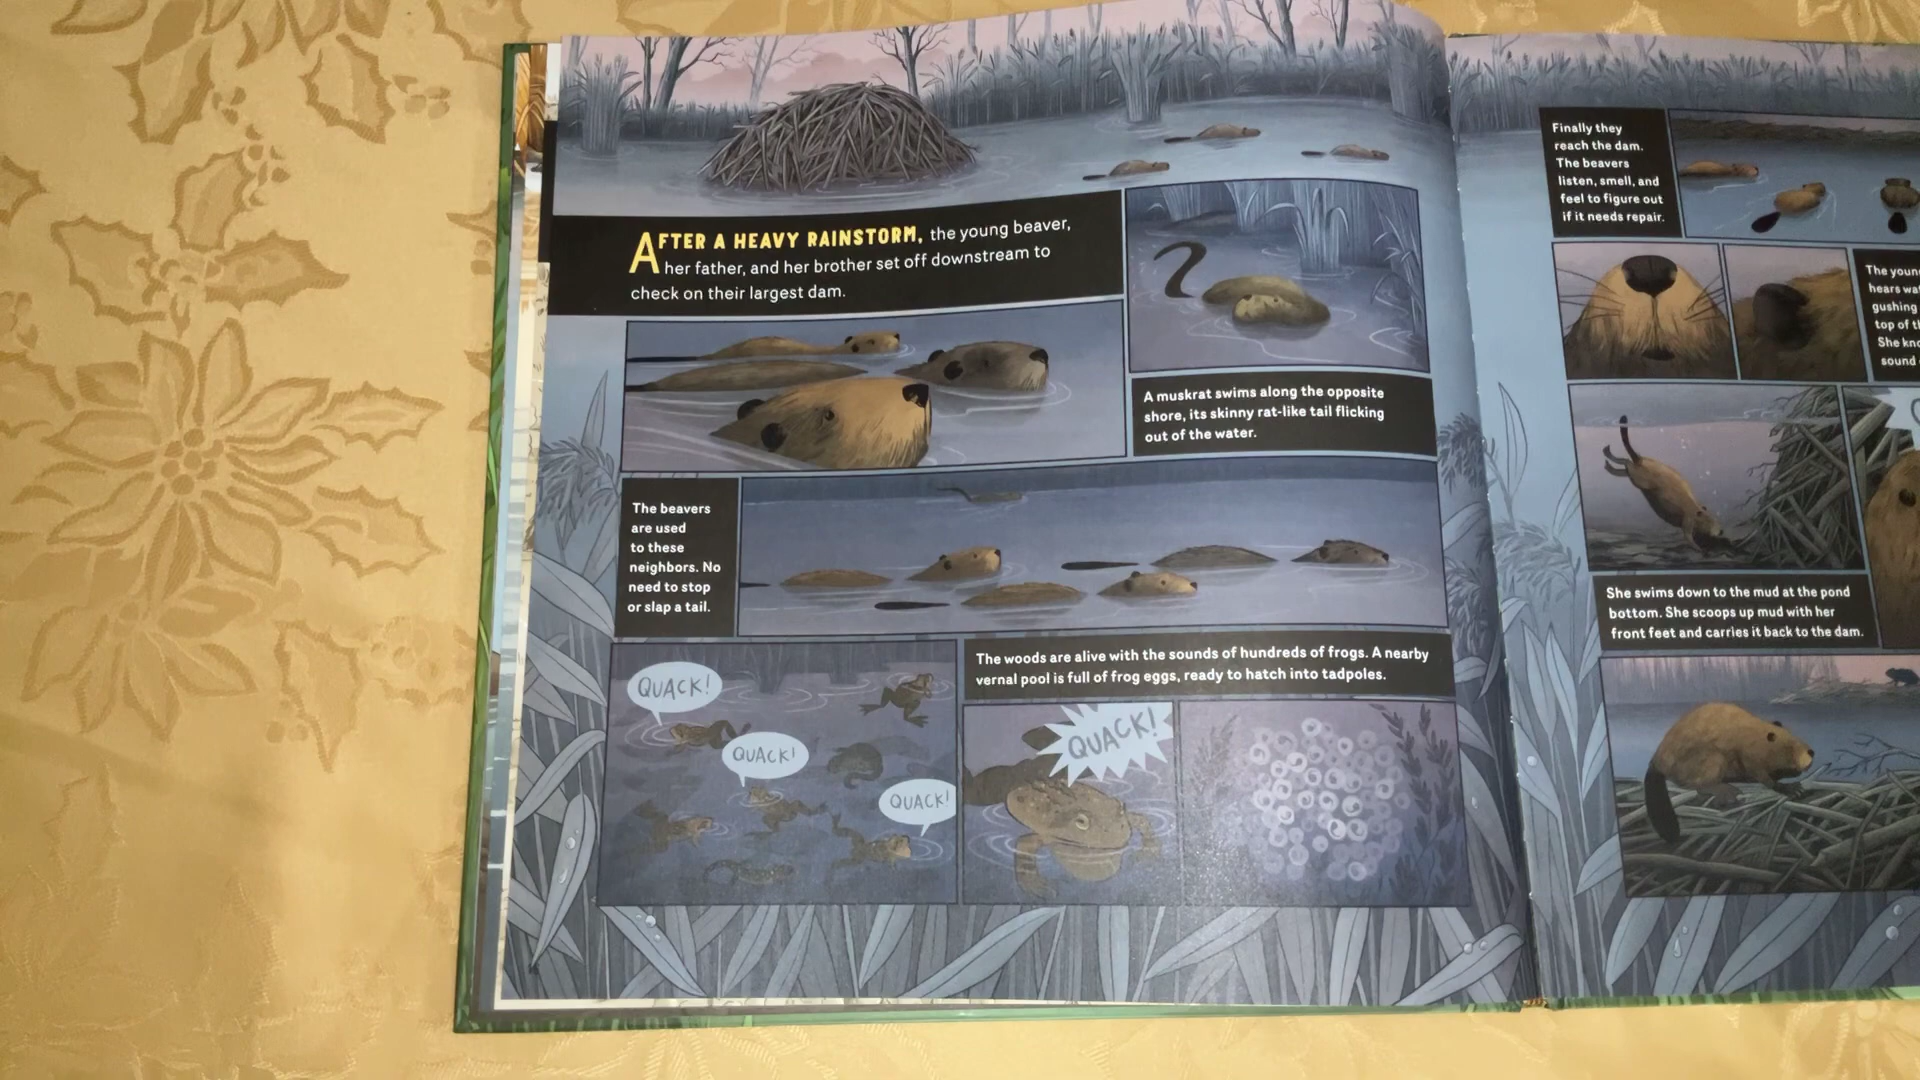 AFTER A HEAVY RAINSTORM, the young beaver,
her father, and her brother set off downstream to
check on their largest dam.
A muskrat swims along the opposite
shore, its skinny rat-like tail flicking
out of the water.
The beavers
are used
to these
neighbors. No
need to stop
or slap a tail.
QUACK!
QUACK!
QUACK!
The woods are alive with the sounds of hundreds of frogs. A nearby
vernal pool is full of frog eggs, ready to hatch into tadpoles.
QUACK!
Finally they
reach the dam.
The beavers
listen, smell, and
feel to figure out
if it needs repair.
The
hears
gushing
top of
She
sound
She swims down to the mud at the pond
bottom. She scoops up mud with her
front feet and carries it back to the dam.